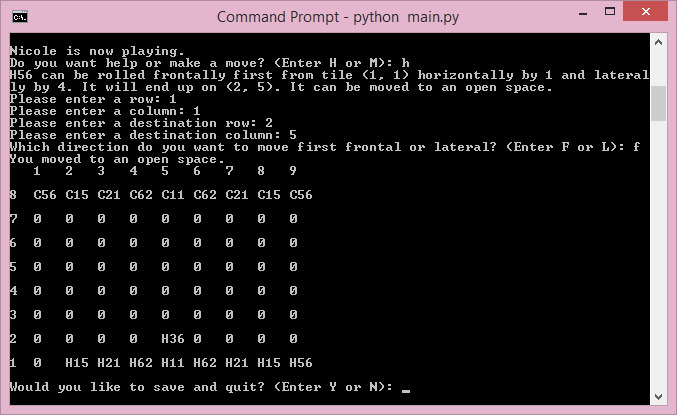 Command Prompt - python main.py
Nicole is now playing.
Do you want help or make a move? (Enter H or M): h
H56 can be rolled frontally first from tile (1, 1) horizontally by 1 and lateral
ly by 4. It will end up on (2, 5). It can be moved to an open space.
Please enter a row: 1
Please enter a column: 1
Please enter a destination row: 2
Please enter a destination column: 5
Which direction do you want to move first frontal or lateral? (Enter F or L): f
You moved to an open space.
1 2 3 4 5 6 7 8 9
8 C56 C15 C21 C62 C11 C62 C21 C15 C56
7 0 0 0 0 0 0 0 0 0
6 0 0 0 0 0 0 0 0 0
5 0 0 0 0 0 0 0 0 0
4 0 0 0 0 0 0 0 0 0
3 0 0 0 0 0 0 0 0 0
2 0 0 0 0 H36 0 0 0 0
1 0 H15 H21 H62 H11 H62 H21 H15 H56
Would you like to save and quit? (Enter Y or N): _